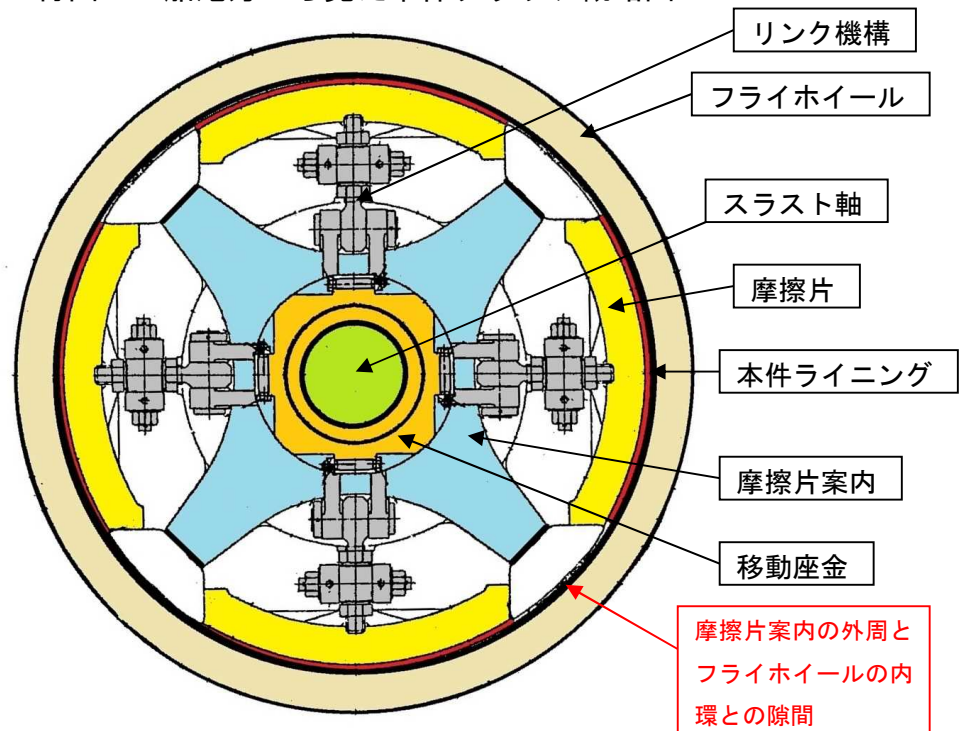 リンク機構
フライホイール
スラスト軸
摩擦片
本件ライニング
摩擦片案内
移動座金
摩擦片案内の外周と
フライホイールの内
環との隙間